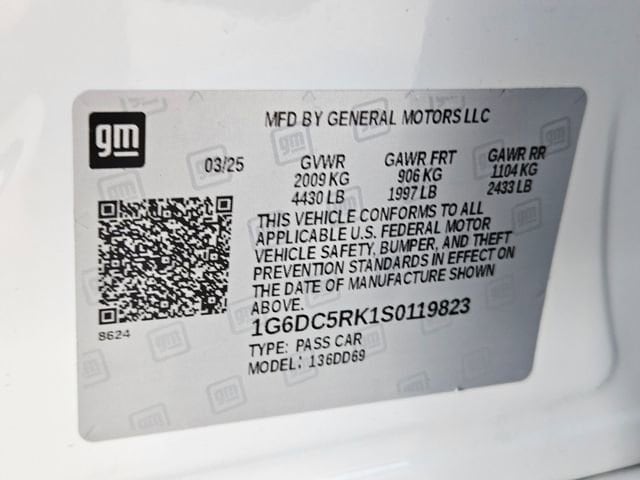 gm
MFD BY GENERAL MOTORS LLC
03/25 GVWR GAWR FRT GAWR RR
2009 KG 906 KG 1104 KG
4430 LB 1997 LB 2433 LB
THIS VEHICLE CONFORMS TO ALL
APPLICABLE U.S. FEDERAL MOTOR
VEHICLE SAFETY, BUMPER, AND THEFT
PREVENTION STANDARDS IN EFFECT ON
THE DATE OF MANUFACTURE SHOWN
ABOVE.
8624
1G6DC5RK1S0119823
TYPE: PASS CAR
MODEL: 136DD69